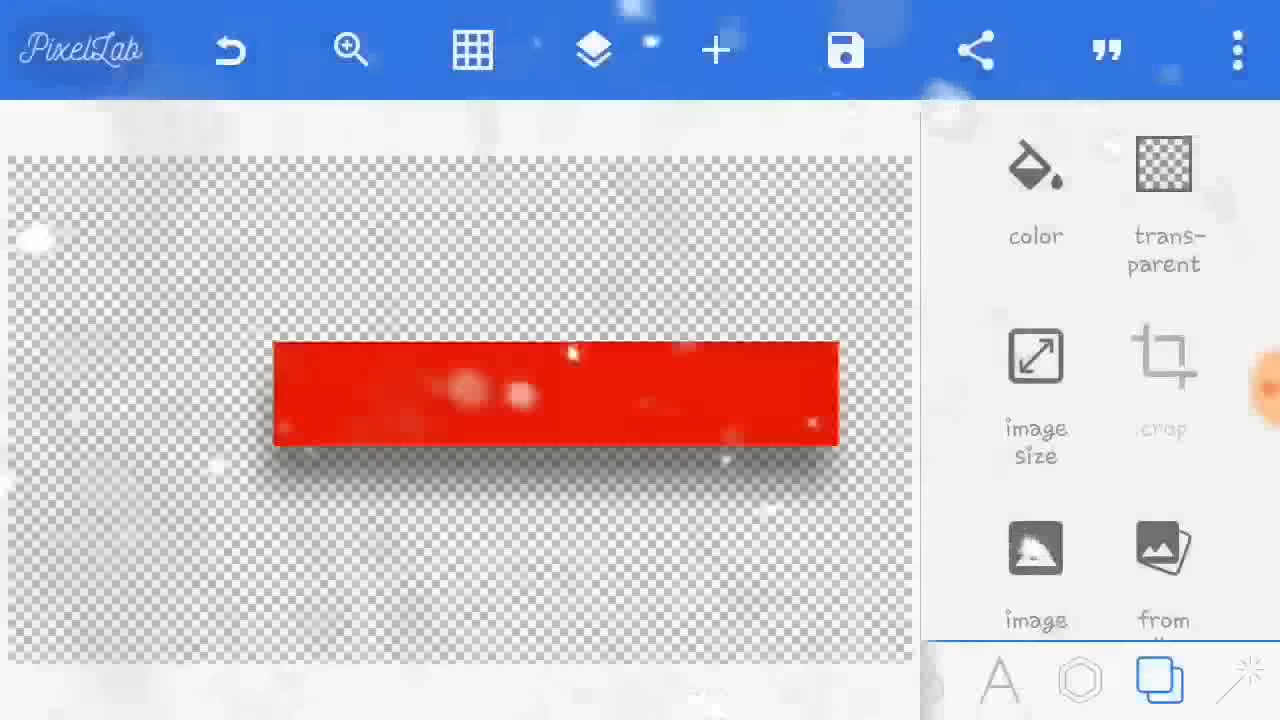 PixelLab
color
trans-
parent
image
size
crop
image
from